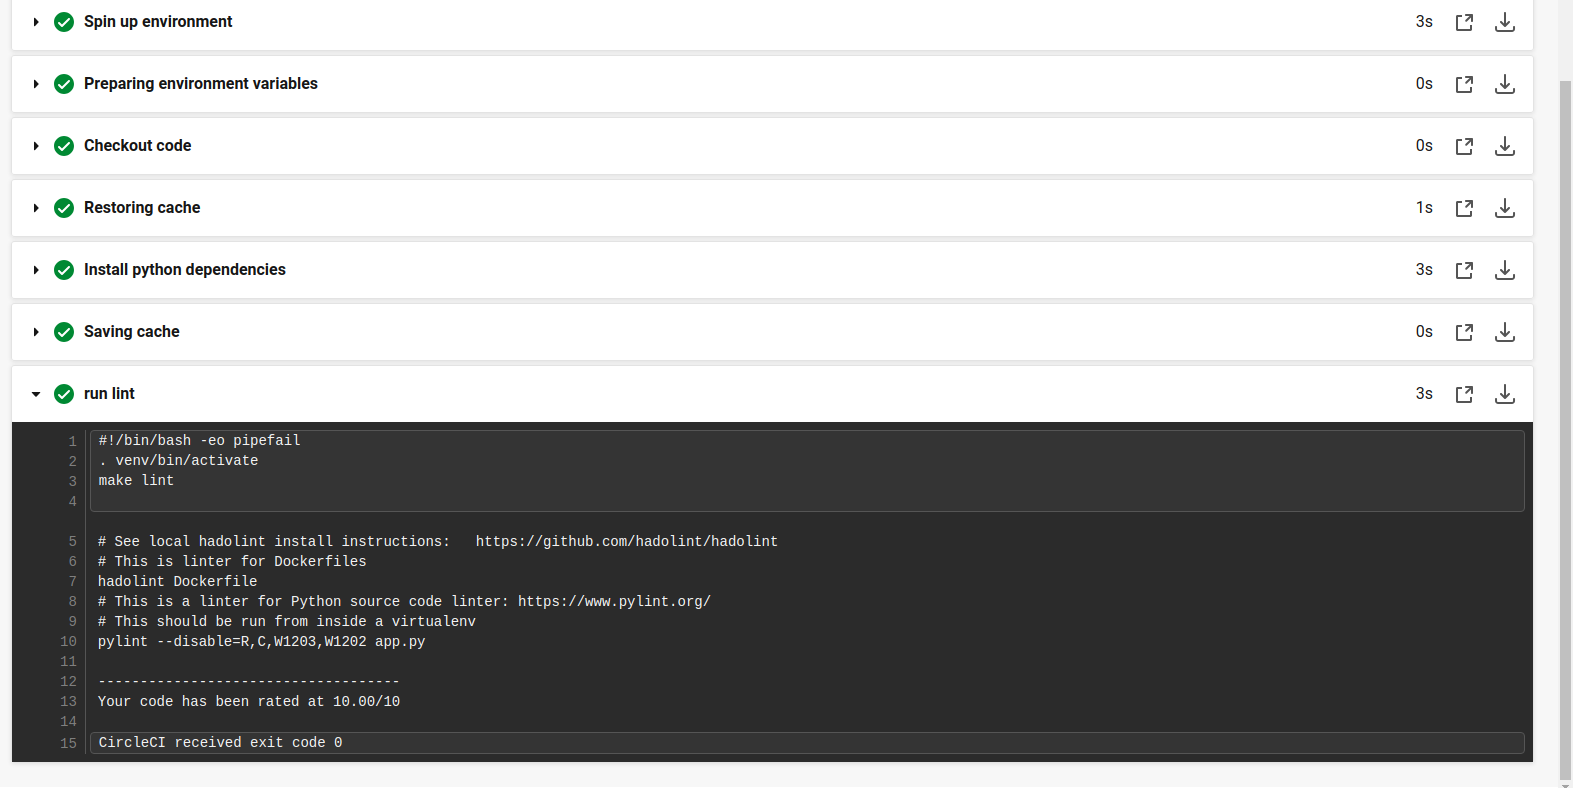 Spin up environment 3s
Preparing environment variables 0s
Checkout code 0s
Restoring cache 1s
Install python dependencies 3s
Saving cache 0s
run lint 3s
1 #!/bin/bash -eo pipefail
2 . venv/bin/activate
3 make lint
4
5 # See local hadolint install instructions:   https://github.com/hadolint/hadolint
6 # This is linter for Dockerfiles
7 hadolint Dockerfile
8 # This is a linter for Python source code linter: https://www.pylint.org/
9 # This should be run from inside a virtualenv
10 pylint --disable=R,C,W1203,W1202 app.py
11
12 ------------------------------------
13 Your code has been rated at 10.00/10
14
15 CircleCI received exit code 0